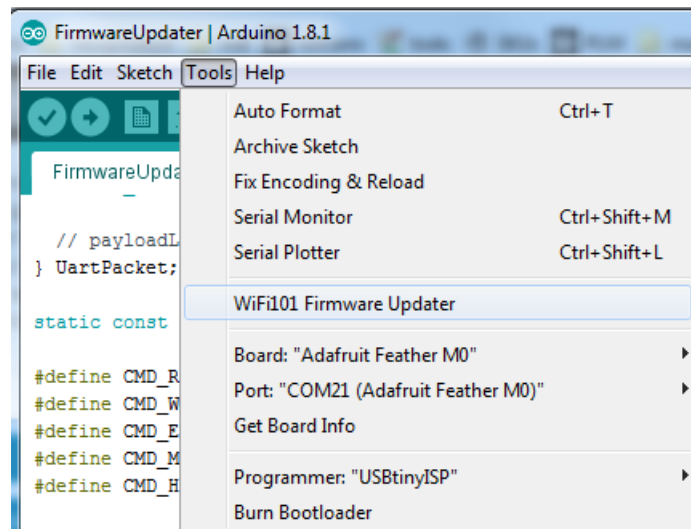 FirmwareUpdater | Arduino 1.8.1
File Edit Sketch Tools Help
Auto Format Ctrl+T
Archive Sketch
Fix Encoding & Reload
Serial Monitor Ctrl+Shift+M
Serial Plotter Ctrl+Shift+L
WiFi101 Firmware Updater
Board: "Adafruit Feather M0"
Port: "COM21 (Adafruit Feather M0)"
Get Board Info
Programmer: "USBtinyISP"
Burn Bootloader
FirmwareUpda
// payloadL
} UartPacket;
static const
#define CMD_R
#define CMD_W
#define CMD_E
#define CMD_M
#define CMD_H